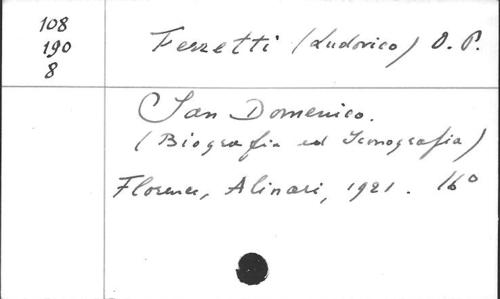 108
190
8
Ferretti (Ludovico) O. P.
San Domenico.
(Biografia ed Iconografia)
Florence, Alinari, 1921. 16°